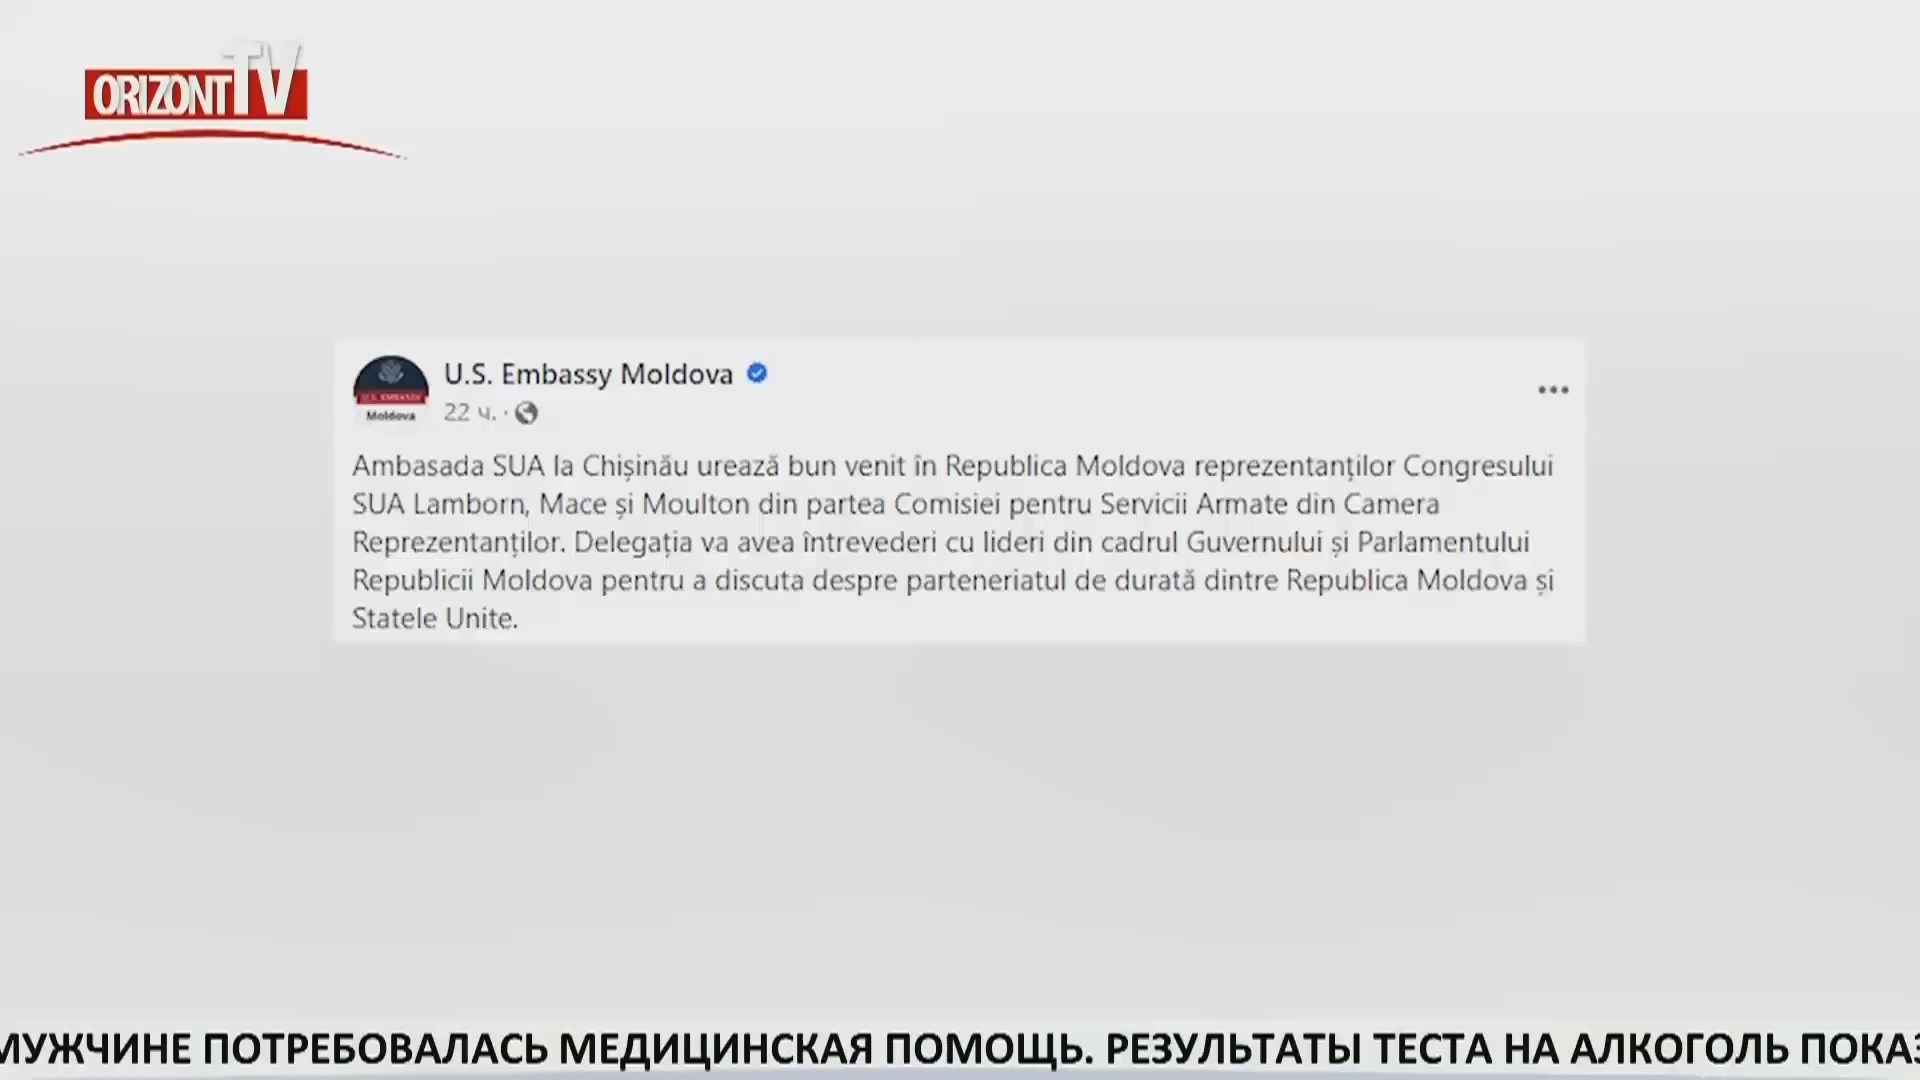 ORIZONT TV
U.S. Embassy Moldova
22 ч. ·
U.S. EMBASSY
Moldova
Ambasada SUA la Chișinău urează bun venit în Republica Moldova reprezentanților Congresului
SUA Lamborn, Mace și Moulton din partea Comisiei pentru Servicii Armate din Camera
Reprezentanților. Delegația va avea întrevederi cu lideri din cadrul Guvernului și Parlamentului
Republicii Moldova pentru a discuta despre parteneriatul de durată dintre Republica Moldova și
Statele Unite.
МУЖЧИНЕ ПОТРЕБОВАЛАСЬ МЕДИЦИНСКАЯ ПОМОЩЬ. РЕЗУЛЬТАТЫ ТЕСТА НА АЛКОГОЛЬ ПОКАЗ